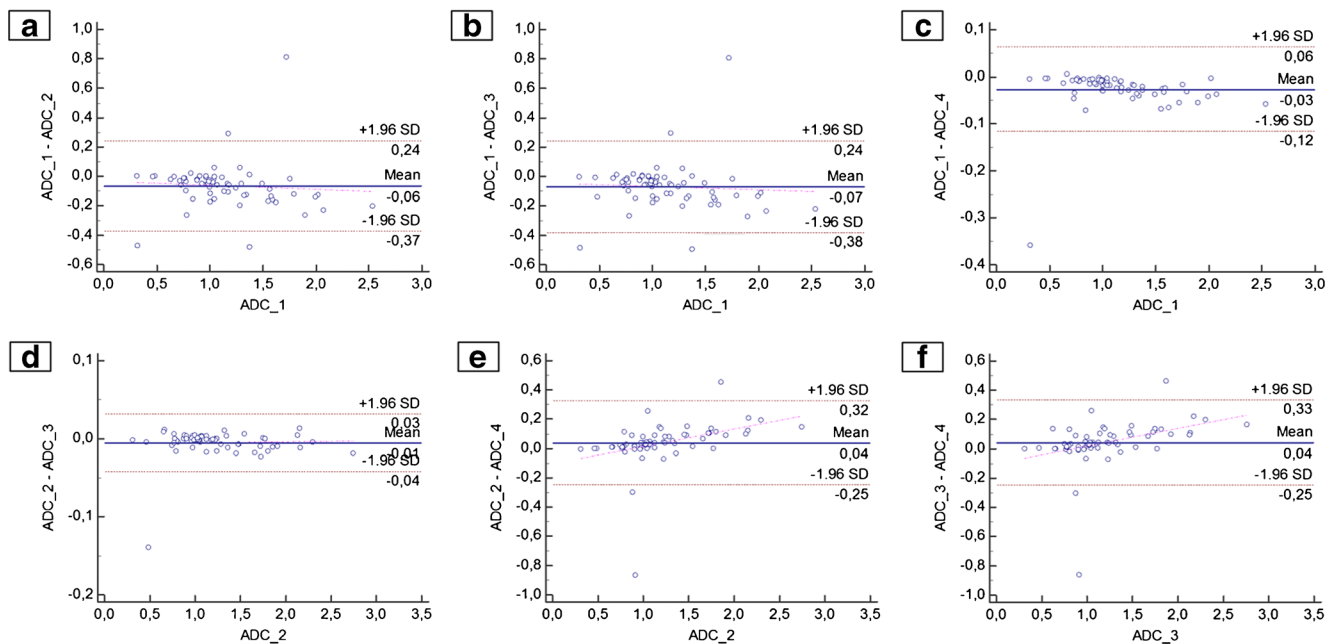 a
1,0
0,8
0,6
0,4
0,2
0,0
-0,2
-0,4
-0,6
ADC_1 - ADC_2
+1.96 SD
0,24
Mean
-0,06
-1.96 SD
-0,37
0,0 0,5 1,0 1,5 2,0 2,5 3,0
ADC_1
b
1,0
0,8
0,6
0,4
0,2
0,0
-0,2
-0,4
-0,6
ADC_1 - ADC_3
+1.96 SD
0,24
Mean
-0,07
-1.96 SD
-0,38
0,0 0,5 1,0 1,5 2,0 2,5 3,0
ADC_1
c
0,1
0,0
-0,1
-0,2
-0,3
-0,4
ADC_1 - ADC_4
+1.96 SD
0,06
Mean
-0,03
-1.96 SD
-0,12
0,0 0,5 1,0 1,5 2,0 2,5 3,0
ADC_1
d
0,1
0,0
-0,1
-0,2
ADC_2 - ADC_3
+1.96 SD
0,03
Mean
-0,01
-1.96 SD
-0,04
0,0 0,5 1,0 1,5 2,0 2,5 3,0 3,5
ADC_2
e
0,6
0,4
0,2
0,0
-0,2
-0,4
-0,6
-0,8
-1,0
ADC_2 - ADC_4
+1.96 SD
0,32
Mean
0,04
-1.96 SD
-0,25
0,0 0,5 1,0 1,5 2,0 2,5 3,0 3,5
ADC_2
f
0,6
0,4
0,2
0,0
-0,2
-0,4
-0,6
-0,8
-1,0
ADC_3 - ADC_4
+1.96 SD
0,33
Mean
0,04
-1.96 SD
-0,25
0,0 0,5 1,0 1,5 2,0 2,5 3,0 3,5
ADC_3